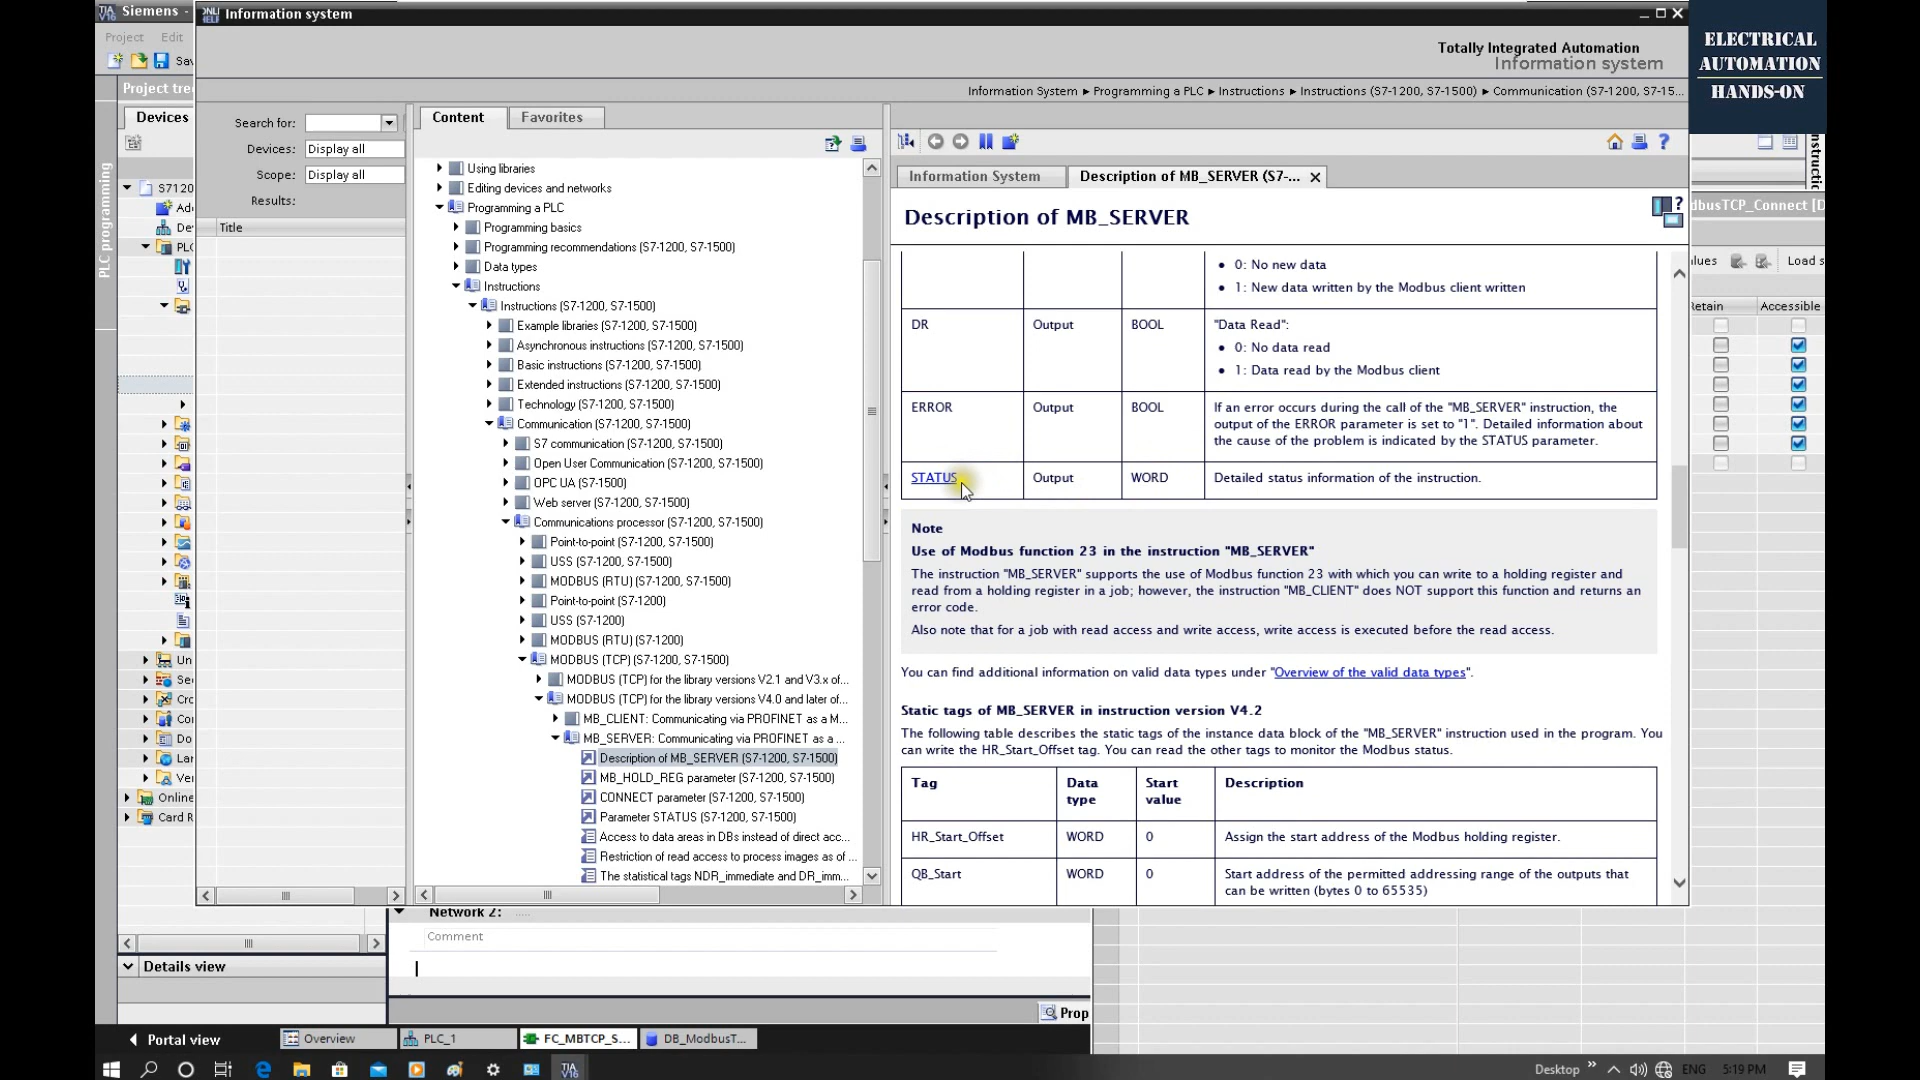 Siemens
Information system
Project Edit
Sav
Totally Integrated Automation
Information system
ELECTRICAL
AUTOMATION
HANDS-ON
Project tree
Devices
PLC programming
Information System ▸ Programming a PLC ▸ Instructions ▸ Instructions (S7-1200, S7-1500) ▸ Communication (S7-1200, S7-15...
Search for:
Devices: Display all
Scope: Display all
Results:
Title
Content Favorites
Using libraries
Editing devices and networks
Programming a PLC
Programming basics
Programming recommendations (S7-1200, S7-1500)
Data types
Instructions
Instructions (S7-1200, S7-1500)
Example libraries (S7-1200, S7-1500)
Asynchronous instructions (S7-1200, S7-1500)
Basic instructions (S7-1200, S7-1500)
Extended instructions (S7-1200, S7-1500)
Technology (S7-1200, S7-1500)
Communication (S7-1200, S7-1500)
S7 communication (S7-1200, S7-1500)
Open User Communication (S7-1200, S7-1500)
OPC UA (S7-1500)
Web server (S7-1200, S7-1500)
Communications processor (S7-1200, S7-1500)
Point-to-point (S7-1200, S7-1500)
USS (S7-1200, S7-1500)
MODBUS (RTU) (S7-1200, S7-1500)
Point-to-point (S7-1200)
USS (S7-1200)
MODBUS (RTU) (S7-1200)
MODBUS (TCP) (S7-1200, S7-1500)
MODBUS (TCP) for the library versions V2.1 and V3.x of...
MODBUS (TCP) for the library versions V4.0 and later of...
MB_CLIENT: Communicating via PROFINET as a M...
MB_SERVER: Communicating via PROFINET as a ...
Description of MB_SERVER (S7-1200, S7-1500)
MB_HOLD_REG parameter (S7-1200, S7-1500)
CONNECT parameter (S7-1200, S7-1500)
Parameter STATUS (S7-1200, S7-1500)
Access to data areas in DBs instead of direct acc...
Restriction of read access to process images as of ...
The statistical tags NDR_immediate and DR_imm...
Information System Description of MB_SERVER (S7-...
Description of MB_SERVER
• 0: No new data
• 1: New data written by the Modbus client written
DR Output BOOL "Data Read":
• 0: No data read
• 1: Data read by the Modbus client
ERROR Output BOOL If an error occurs during the call of the "MB_SERVER" instruction, the
output of the ERROR parameter is set to "1". Detailed information about
the cause of the problem is indicated by the STATUS parameter.
STATUS Output WORD Detailed status information of the instruction.
Note
Use of Modbus function 23 in the instruction "MB_SERVER"
The instruction "MB_SERVER" supports the use of Modbus function 23 with which you can write to a holding register and
read from a holding register in a job; however, the instruction "MB_CLIENT" does NOT support this function and returns an
error code.
Also note that for a job with read access and write access, write access is executed before the read access.
You can find additional information on valid data types under "Overview of the valid data types".
Static tags of MB_SERVER in instruction version V4.2
The following table describes the static tags of the instance data block of the "MB_SERVER" instruction used in the program. You
can write the HR_Start_Offset tag. You can read the other tags to monitor the Modbus status.
Tag Data type Start value Description
HR_Start_Offset WORD 0 Assign the start address of the Modbus holding register.
QB_Start WORD 0 Start address of the permitted addressing range of the outputs that
can be written (bytes 0 to 65535)
dbusTCP_Connect [D
lues Load s
Retain Accessible
S7120
Ad
De
PLC
Un
Se
Cro
Co
Do
Lar
Ver
Online
Card R
Network 2: .....
Comment
Details view
Prop
Portal view Overview PLC_1 FC_MBTCP_S... DB_ModbusT...
Desktop ENG 5:19 PM